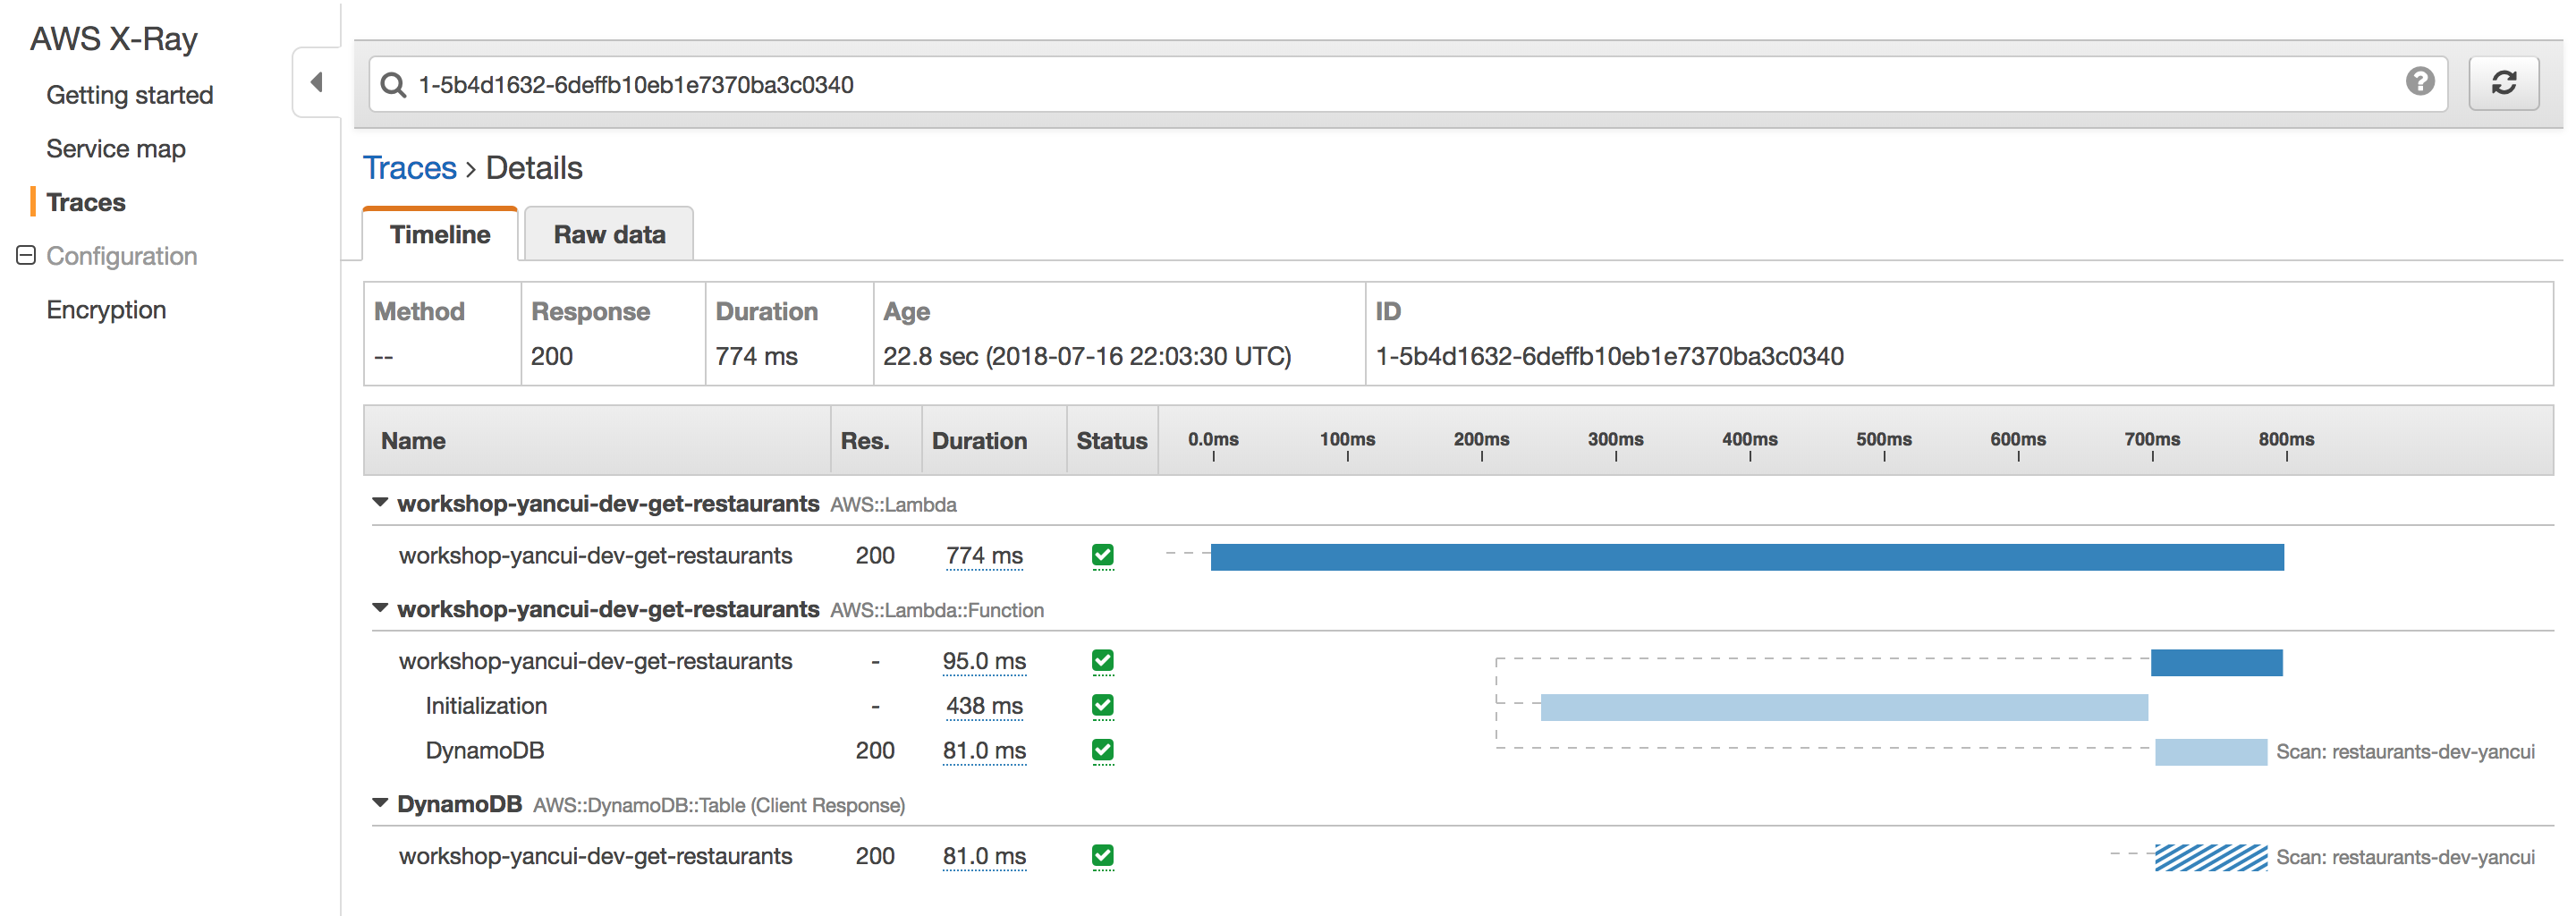 AWS X-Ray
Getting started
Service map
Traces
Configuration
Encryption
1-5b4d1632-6deffb10eb1e7370ba3c0340
?
Traces > Details
Timeline Raw data
Method Response Duration Age ID
-- 200 774 ms 22.8 sec (2018-07-16 22:03:30 UTC) 1-5b4d1632-6deffb10eb1e7370ba3c0340
Name Res. Duration Status 0.0ms 100ms 200ms 300ms 400ms 500ms 600ms 700ms 800ms
workshop-yancui-dev-get-restaurants AWS::Lambda
workshop-yancui-dev-get-restaurants 200 774 ms
workshop-yancui-dev-get-restaurants AWS::Lambda::Function
workshop-yancui-dev-get-restaurants - 95.0 ms
Initialization - 438 ms
DynamoDB 200 81.0 ms Scan: restaurants-dev-yancui
DynamoDB AWS::DynamoDB::Table (Client Response)
workshop-yancui-dev-get-restaurants 200 81.0 ms Scan: restaurants-dev-yancui